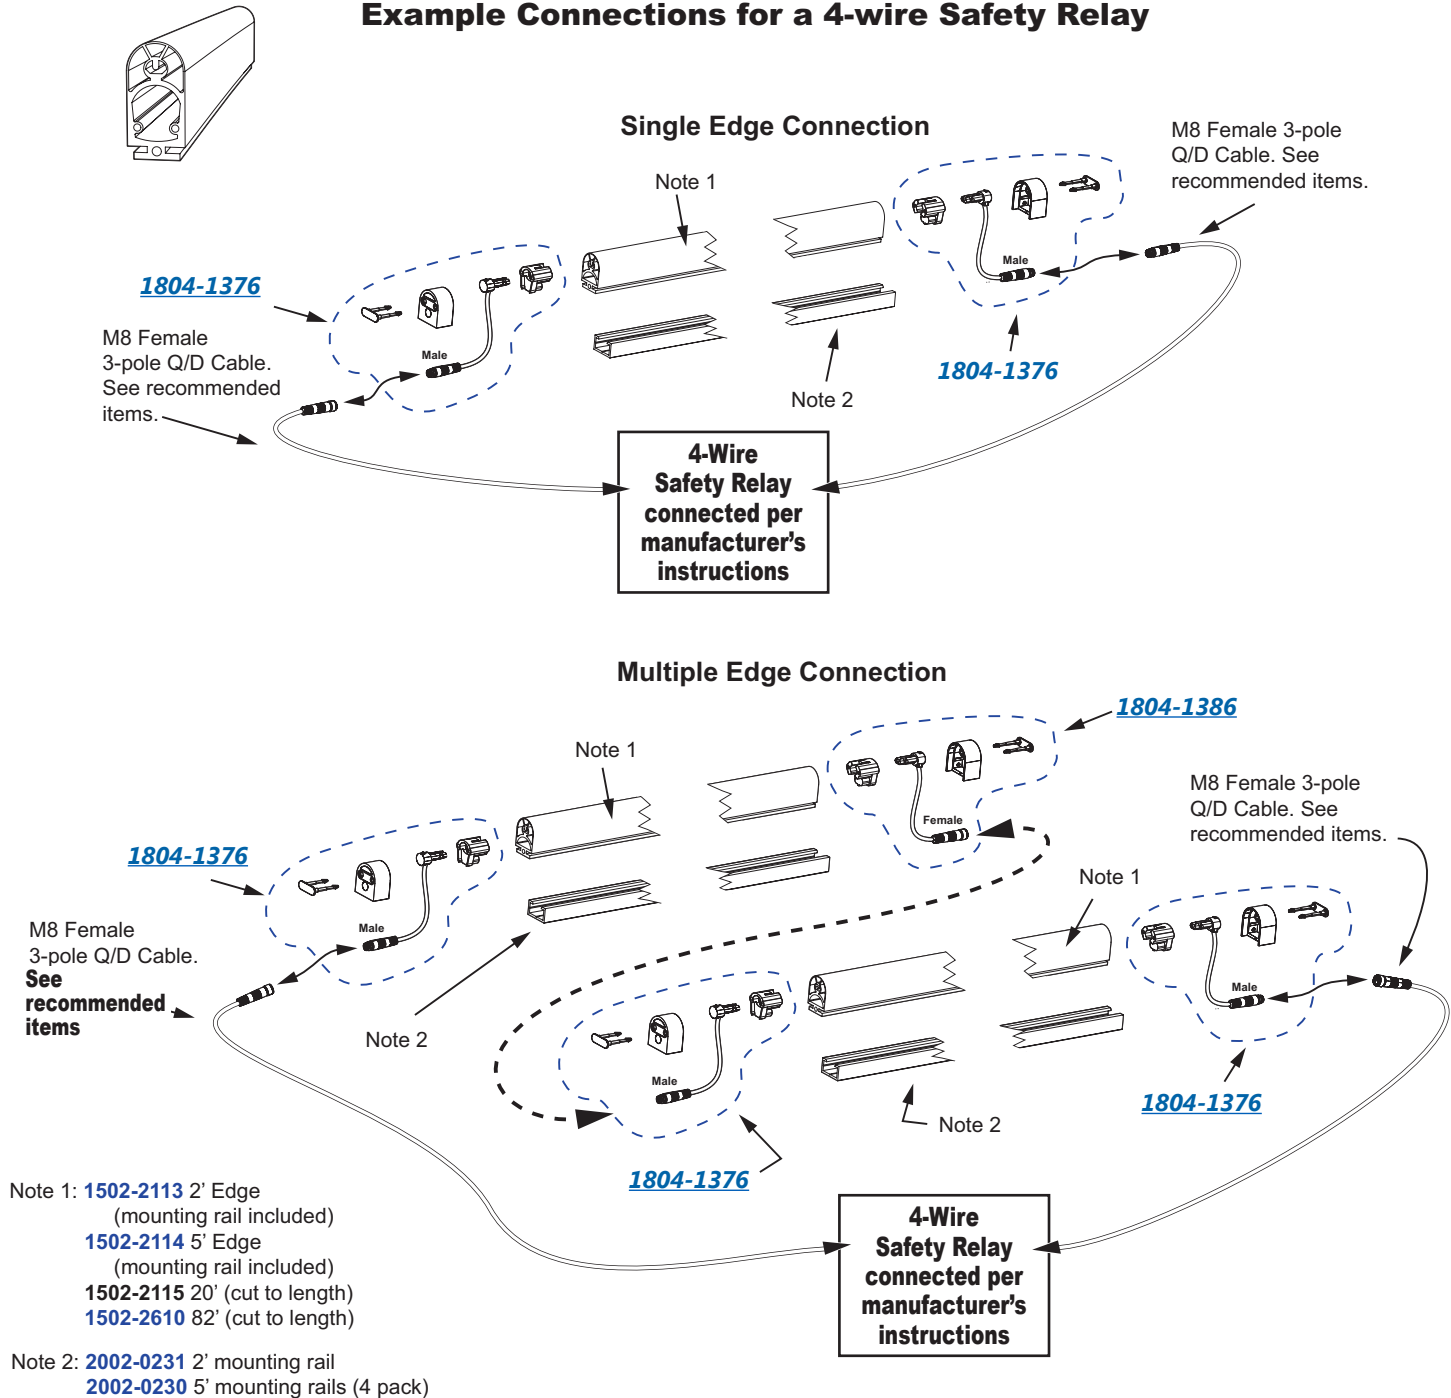 Example Connections for a 4-wire Safety Relay
Single Edge Connection
M8 Female 3-pole
Q/D Cable. See
recommended items.
Note 1
Male
1804-1376
M8 Female
3-pole Q/D Cable.
See recommended
items.
Male
1804-1376
Note 2
4-Wire
Safety Relay
connected per
manufacturer's
instructions
Multiple Edge Connection
1804-1386
Note 1
M8 Female 3-pole
Q/D Cable. See
recommended items.
Female
1804-1376
Note 1
Male
M8 Female
3-pole Q/D Cable.
See
recommended
items
Male
Note 2
Male
1804-1376
Note 2
1804-1376
4-Wire
Safety Relay
connected per
manufacturer's
instructions
Note 1: 1502-2113 2' Edge
(mounting rail included)
1502-2114 5' Edge
(mounting rail included)
1502-2115 20' (cut to length)
1502-2610 82' (cut to length)
Note 2: 2002-0231 2' mounting rail
2002-0230 5' mounting rails (4 pack)